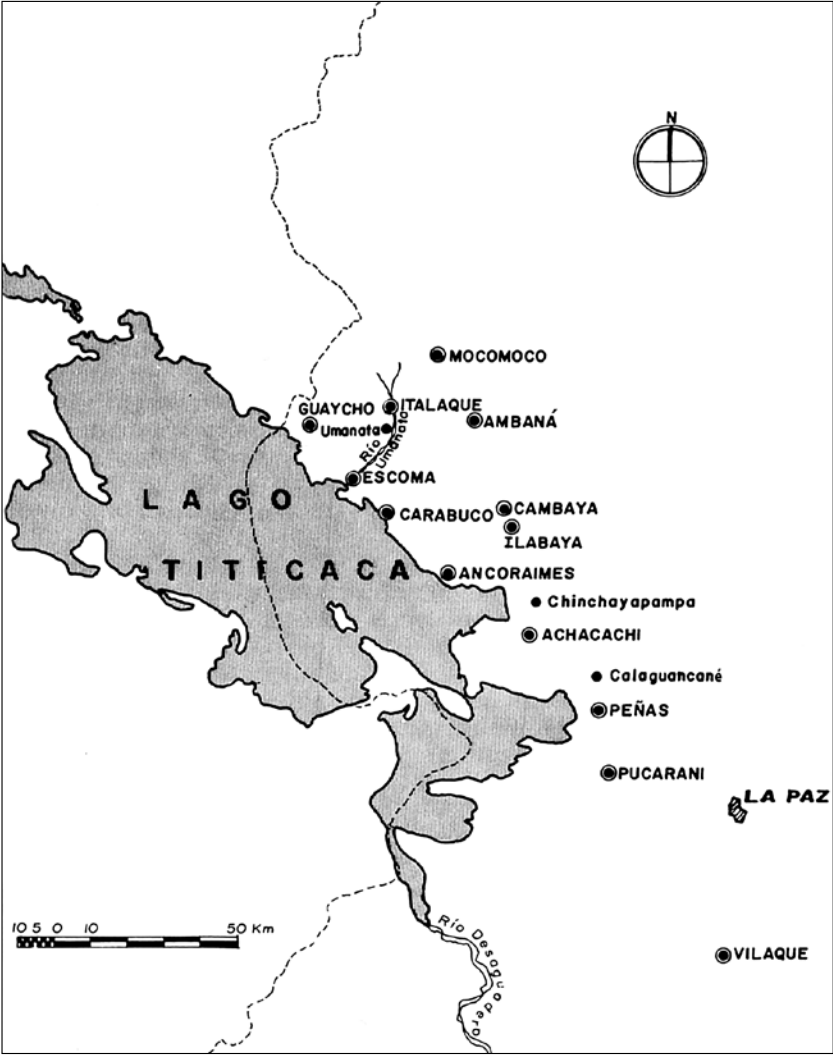 N
MOCOMOCO
GUAYCHO
ITALAQUE
Umanata
AMBANÁ
Río
Umanata
ESCOMA
LAGO
CARABUCO
CAMBAYA
ILABAYA
TITICACA
ANCORAIMES
Chinchayapampa
ACHACACHI
Calaguancané
PEÑAS
PUCARANI
LA PAZ
10 5 0 10 50 Km
Río Desaguadero
VILAQUE